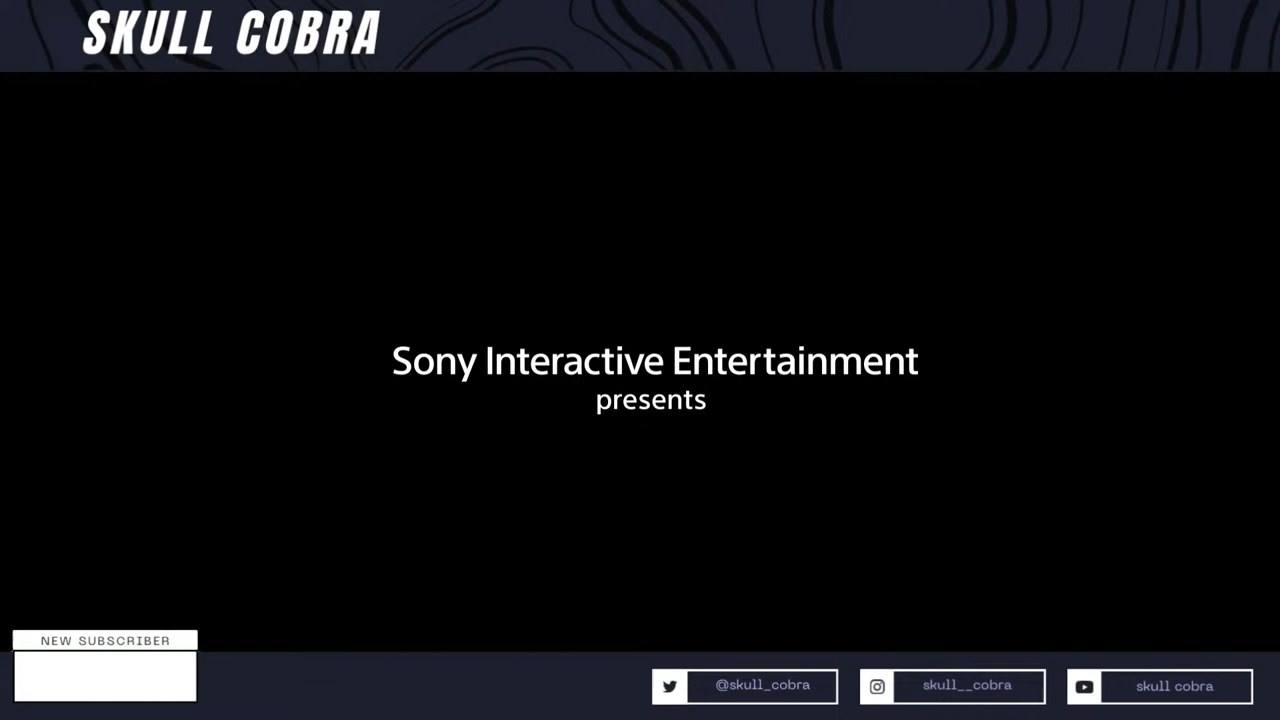 SKULL COBRA
Sony Interactive Entertainment
presents
NEW SUBSCRIBER
@skull_cobra
skull__cobra
skull cobra